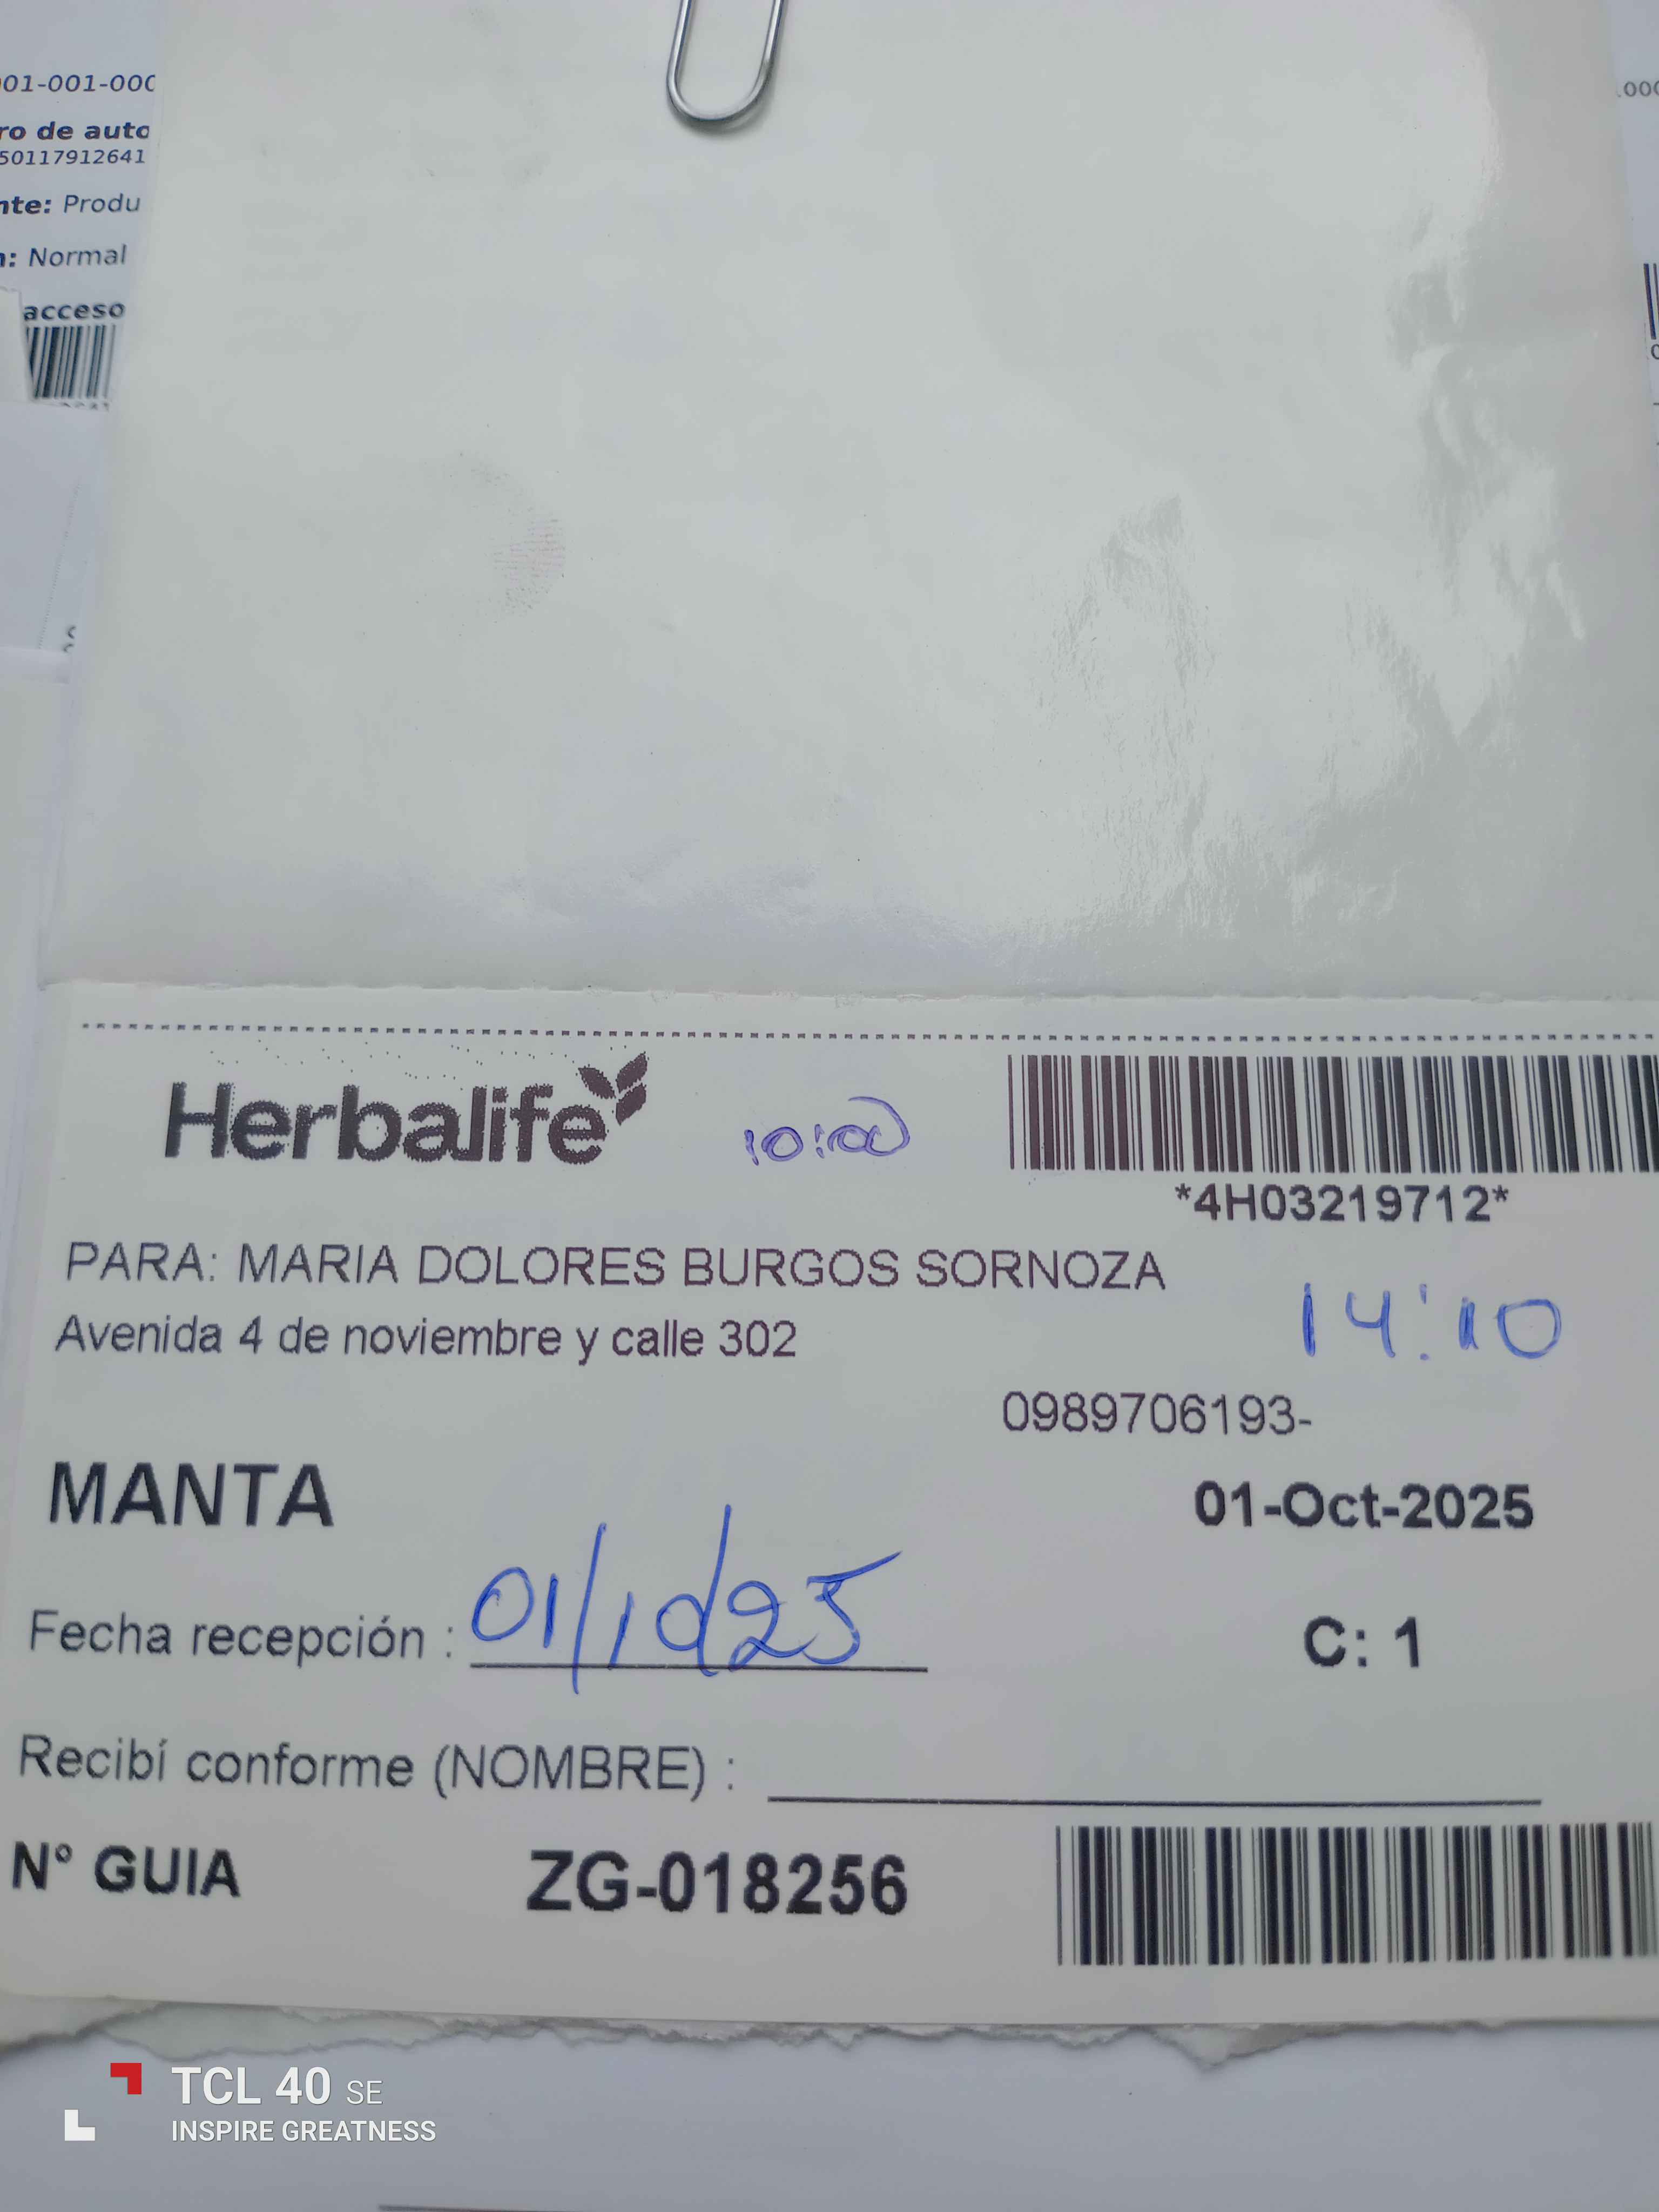 01-001-000
ro de auto
50117912641
nte: Produ
n: Normal
acceso
Herbalife
10:00
*4H03219712*
PARA: MARIA DOLORES BURGOS SORNOZA
14:10
Avenida 4 de noviembre y calle 302
0989706193-
MANTA
01-Oct-2025
Fecha recepción : 01/10/25
C: 1
Recibí conforme (NOMBRE) :
N° GUIA ZG-018256
TCL 40 SE
INSPIRE GREATNESS